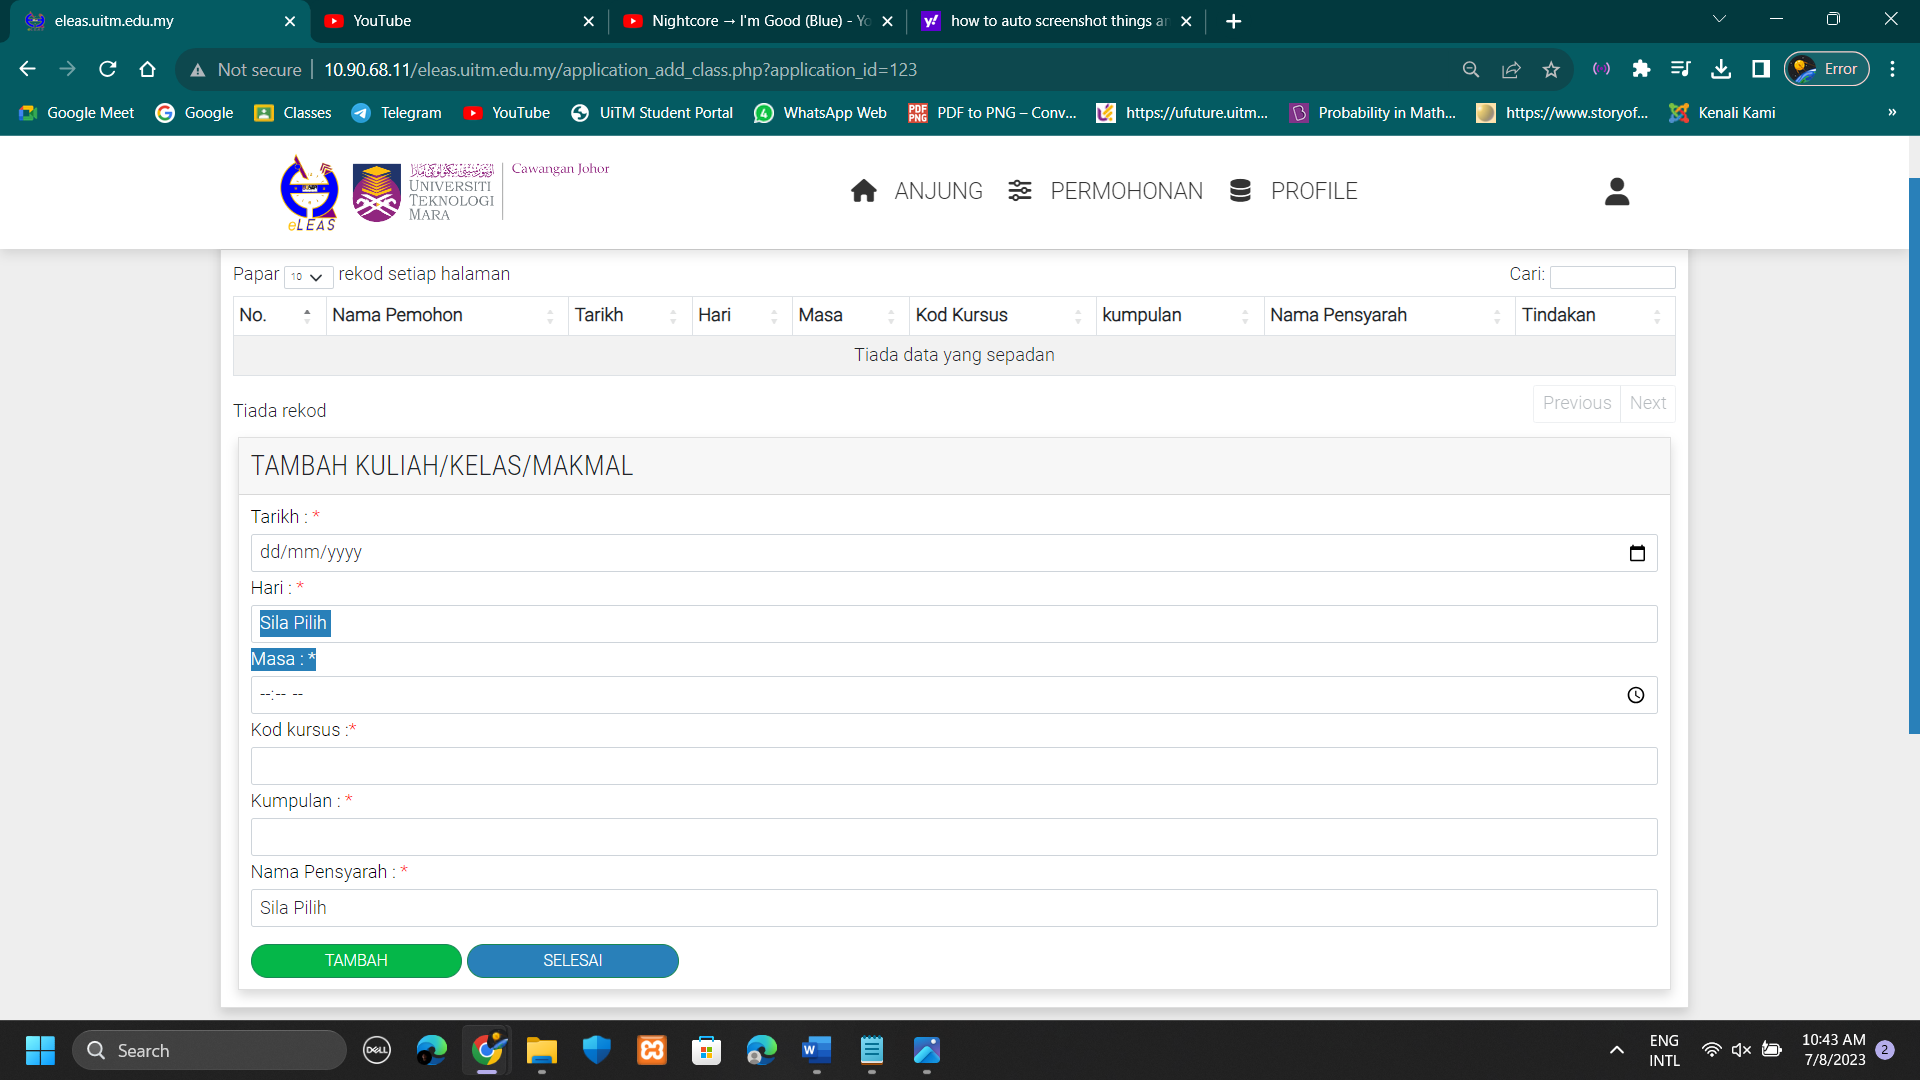 eleas.uitm.edu.my
YouTube
Nightcore → I'm Good (Blue) - Yo
how to auto screenshot things an
Not secure
10.90.68.11/eleas.uitm.edu.my/application_add_class.php?application_id=123
Error
Google Meet
Google
Classes
Telegram
YouTube
UiTM Student Portal
WhatsApp Web
PDF to PNG – Conv...
https://ufuture.uitm...
Probability in Math...
https://www.storyof...
Kenali Kami
»
eLEAS
UNIVERSITI
TEKNOLOGI
MARA
Cawangan Johor
ANJUNG
PERMOHONAN
PROFILE
Papar 10 rekod setiap halaman
Cari:
No.
Nama Pemohon
Tarikh
Hari
Masa
Kod Kursus
kumpulan
Nama Pensyarah
Tindakan
Tiada data yang sepadan
Tiada rekod
Previous
Next
TAMBAH KULIAH/KELAS/MAKMAL
Tarikh : *
dd/mm/yyyy
Hari : *
Sila Pilih
Masa : *
--:-- --
Kod kursus :*
Kumpulan : *
Nama Pensyarah : *
Sila Pilih
TAMBAH
SELESAI
Search
DELL
ENG
INTL
10:43 AM
7/8/2023
2